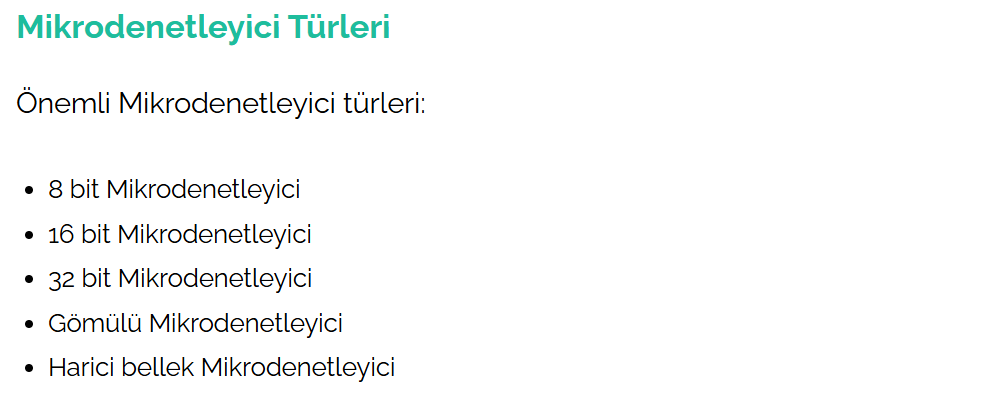 Mikrodenetleyici Türleri
Önemli Mikrodenetleyici türleri:
• 8 bit Mikrodenetleyici
• 16 bit Mikrodenetleyici
• 32 bit Mikrodenetleyici
• Gömülü Mikrodenetleyici
• Harici bellek Mikrodenetleyici